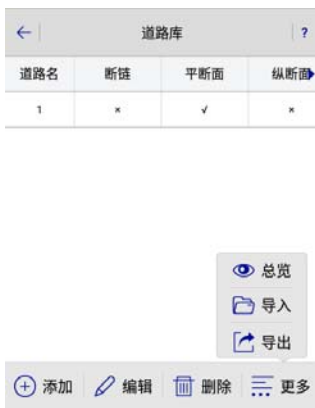 道路库 ?
道路名 断链 平断面 纵断面
1 × √ ×
总览
导入
导出
添加 编辑 删除 更多